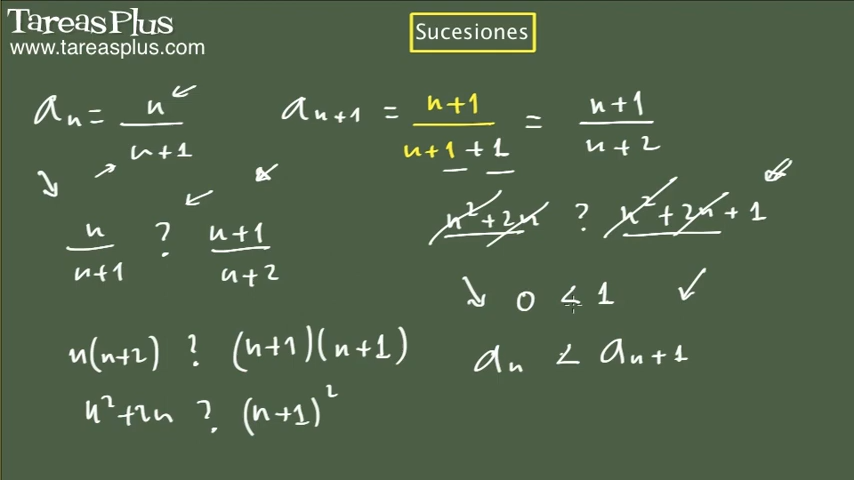 TareasPlus
www.tareasplus.com
Sucesiones
aₙ = n/(n+1)
aₙ₊₁ = (n+1)/(n+1+1) = (n+1)/(n+2)
n/(n+1) ? (n+1)/(n+2)
n(n+2) ? (n+1)(n+1)
n²+2n ? (n+1)²
n²+2n ? n²+2n+1
0 < 1
aₙ < aₙ₊₁